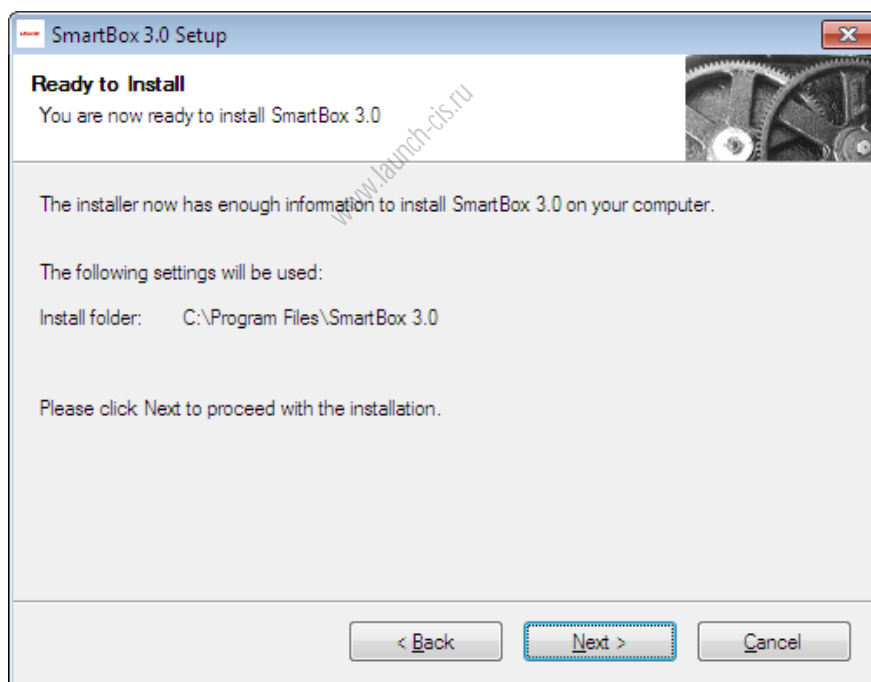 SmartBox 3.0 Setup
Ready to Install
You are now ready to install SmartBox 3.0
www.launch-cis.ru
The installer now has enough information to install SmartBox 3.0 on your computer.
The following settings will be used:
Install folder: C:\Program Files\SmartBox 3.0
Please click Next to proceed with the installation.
< Back Next > Cancel